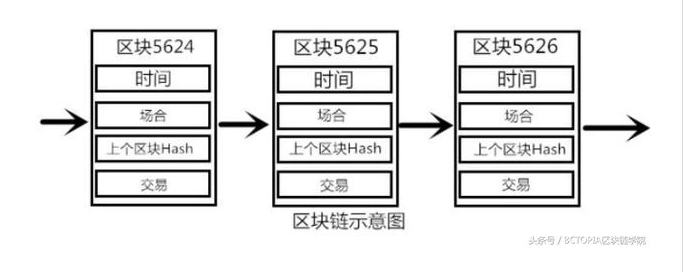 区块5624
时间
场合
上个区块Hash
交易
区块5625
时间
场合
上个区块Hash
交易
区块5626
时间
场合
上个区块Hash
交易
区块链示意图
头条号 / BCTOPIA区块链学院